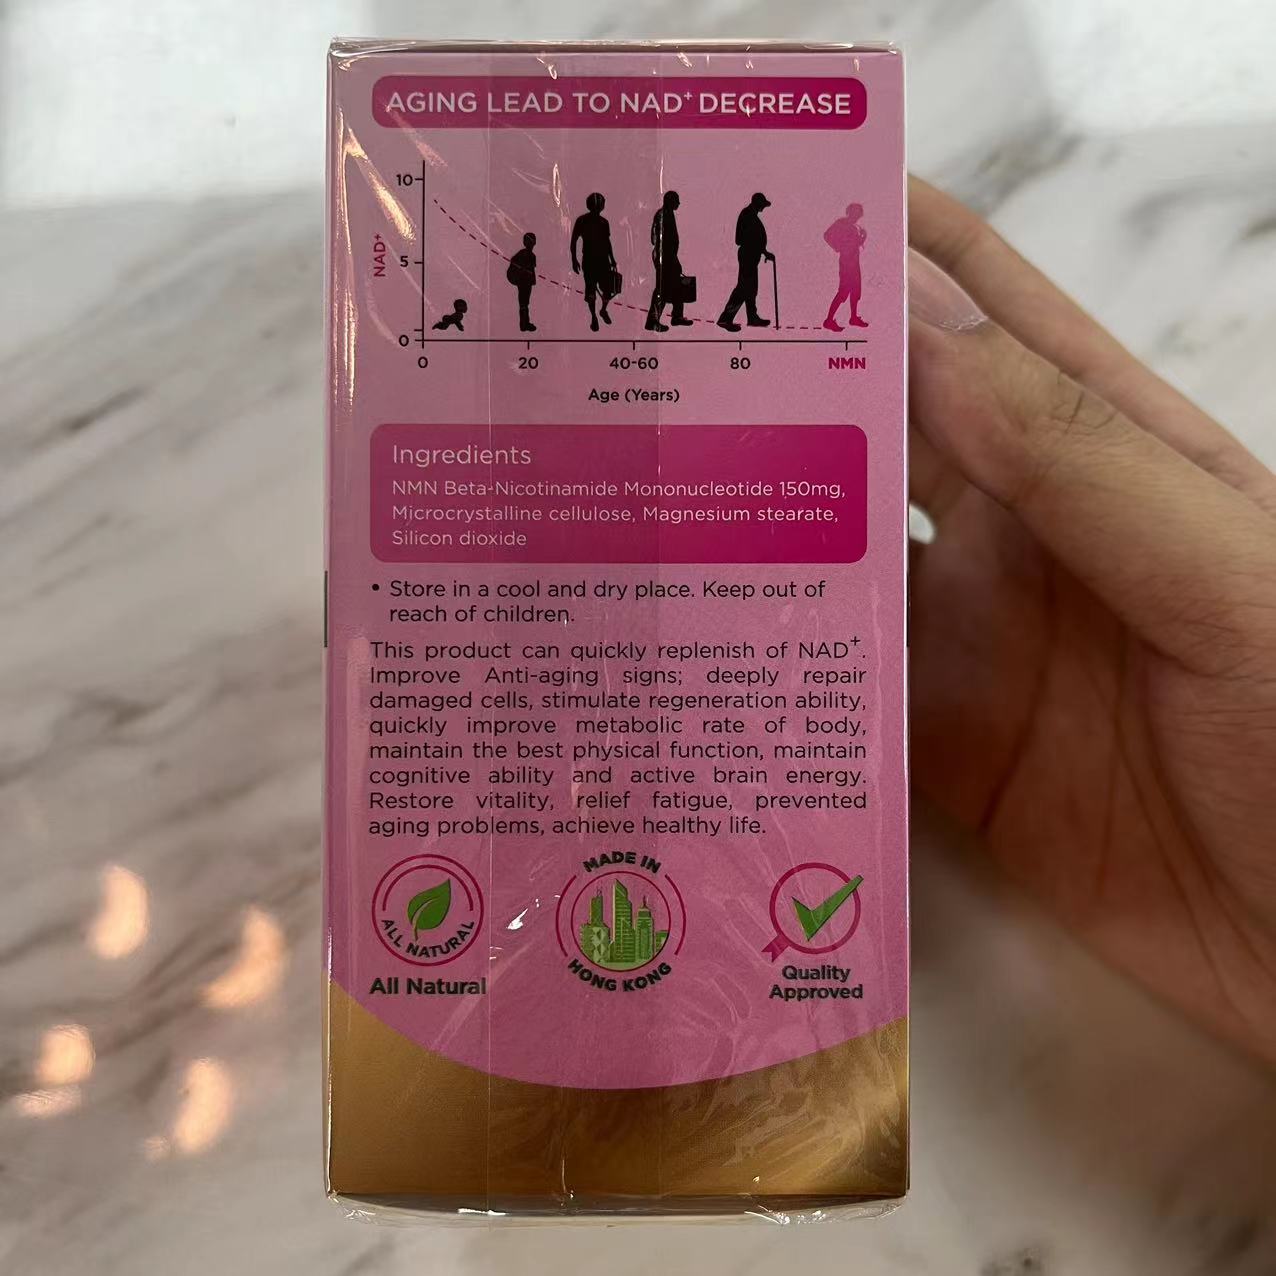 AGING LEAD TO NAD⁺ DECREASE
10
5
0
0
NAD⁺
0 20 40-60 80 NMN
Age (Years)
Ingredients
NMN Beta-Nicotinamide Mononucleotide 150mg,
Microcrystalline cellulose, Magnesium stearate,
Silicon dioxide
• Store in a cool and dry place. Keep out of
reach of children.
This product can quickly replenish of NAD⁺.
Improve Anti-aging signs; deeply repair
damaged cells, stimulate regeneration ability,
quickly improve metabolic rate of body,
maintain the best physical function, maintain
cognitive ability and active brain energy.
Restore vitality, relief fatigue, prevented
aging problems, achieve healthy life.
ALL NATURAL
All Natural
MADE IN
HONG KONG
Quality
Approved